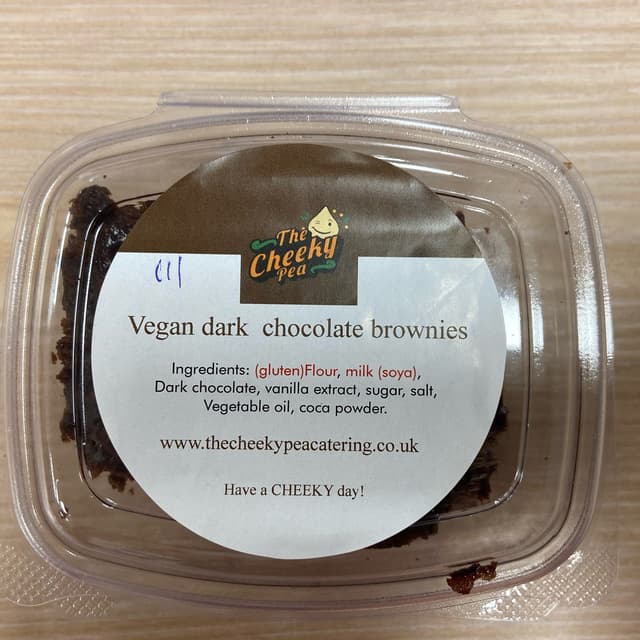 The
Cheeky
Pea
Vegan dark chocolate brownies
Ingredients: (gluten)Flour, milk (soya),
Dark chocolate, vanilla extract, sugar, salt,
Vegetable oil, coca powder.
www.thecheekypeacatering.co.uk
Have a CHEEKY day!